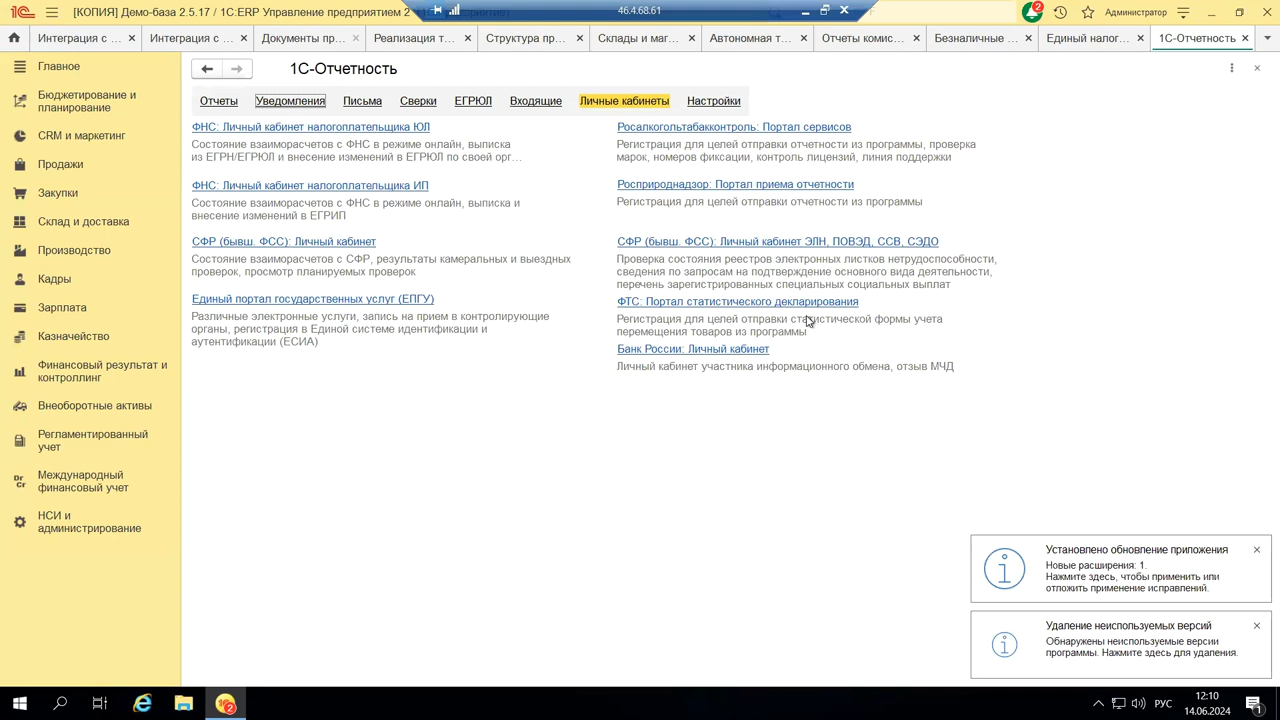 [КОПИЯ] Демо-база 2.5.17 / 1С:ERP Управление предприятием 2
46.4.68.61
2
Администратор
Интеграция с ...
Интеграция с ...
Документы пр...
Реализация т...
Структура пр...
Склады и маг...
Автономная т...
Отчеты комис...
Безналичные ...
Единый налог...
1С-Отчетность
Главное
Бюджетирование и
планирование
CRM и маркетинг
Продажи
Закупки
Склад и доставка
Производство
Кадры
Зарплата
Казначейство
Финансовый результат и
контроллинг
Внеоборотные активы
Регламентированный
учет
Международный
финансовый учет
НСИ и
администрирование
1С-Отчетность
Отчеты
Уведомления
Письма
Сверки
ЕГРЮЛ
Входящие
Личные кабинеты
Настройки
ФНС: Личный кабинет налогоплательщика ЮЛ
Состояние взаиморасчетов с ФНС в режиме онлайн, выписка
из ЕГРН/ЕГРЮЛ и внесение изменений в ЕГРЮЛ по своей орг...
ФНС: Личный кабинет налогоплательщика ИП
Состояние взаиморасчетов с ФНС в режиме онлайн, выписка и
внесение изменений в ЕГРИП
СФР (бывш. ФСС): Личный кабинет
Состояние взаиморасчетов с СФР, результаты камеральных и выездных
проверок, просмотр планируемых проверок
Единый портал государственных услуг (ЕПГУ)
Различные электронные услуги, запись на прием в контролирующие
органы, регистрация в Единой системе идентификации и
аутентификации (ЕСИА)
Росалкогольтабакконтроль: Портал сервисов
Регистрация для целей отправки отчетности из программы, проверка
марок, номеров фиксации, контроль лицензий, линия поддержки
Росприроднадзор: Портал приема отчетности
Регистрация для целей отправки отчетности из программы
СФР (бывш. ФСС): Личный кабинет ЭЛН, ПОВЭД, ССВ, СЭДО
Проверка состояния реестров электронных листков нетрудоспособности,
сведения по запросам на подтверждение основного вида деятельности,
перечень зарегистрированных специальных социальных выплат
ФТС: Портал статистического декларирования
Регистрация для целей отправки статистической формы учета
перемещения товаров из программы
Банк России: Личный кабинет
Личный кабинет участника информационного обмена, отзыв МЧД
Установлено обновление приложения
Новые расширения: 1.
Нажмите здесь, чтобы применить или
отложить применение исправлений.
Удаление неиспользуемых версий
Обнаружены неиспользуемые версии
программы. Нажмите здесь для удаления.
2
РУС
12:10
14.06.2024
1